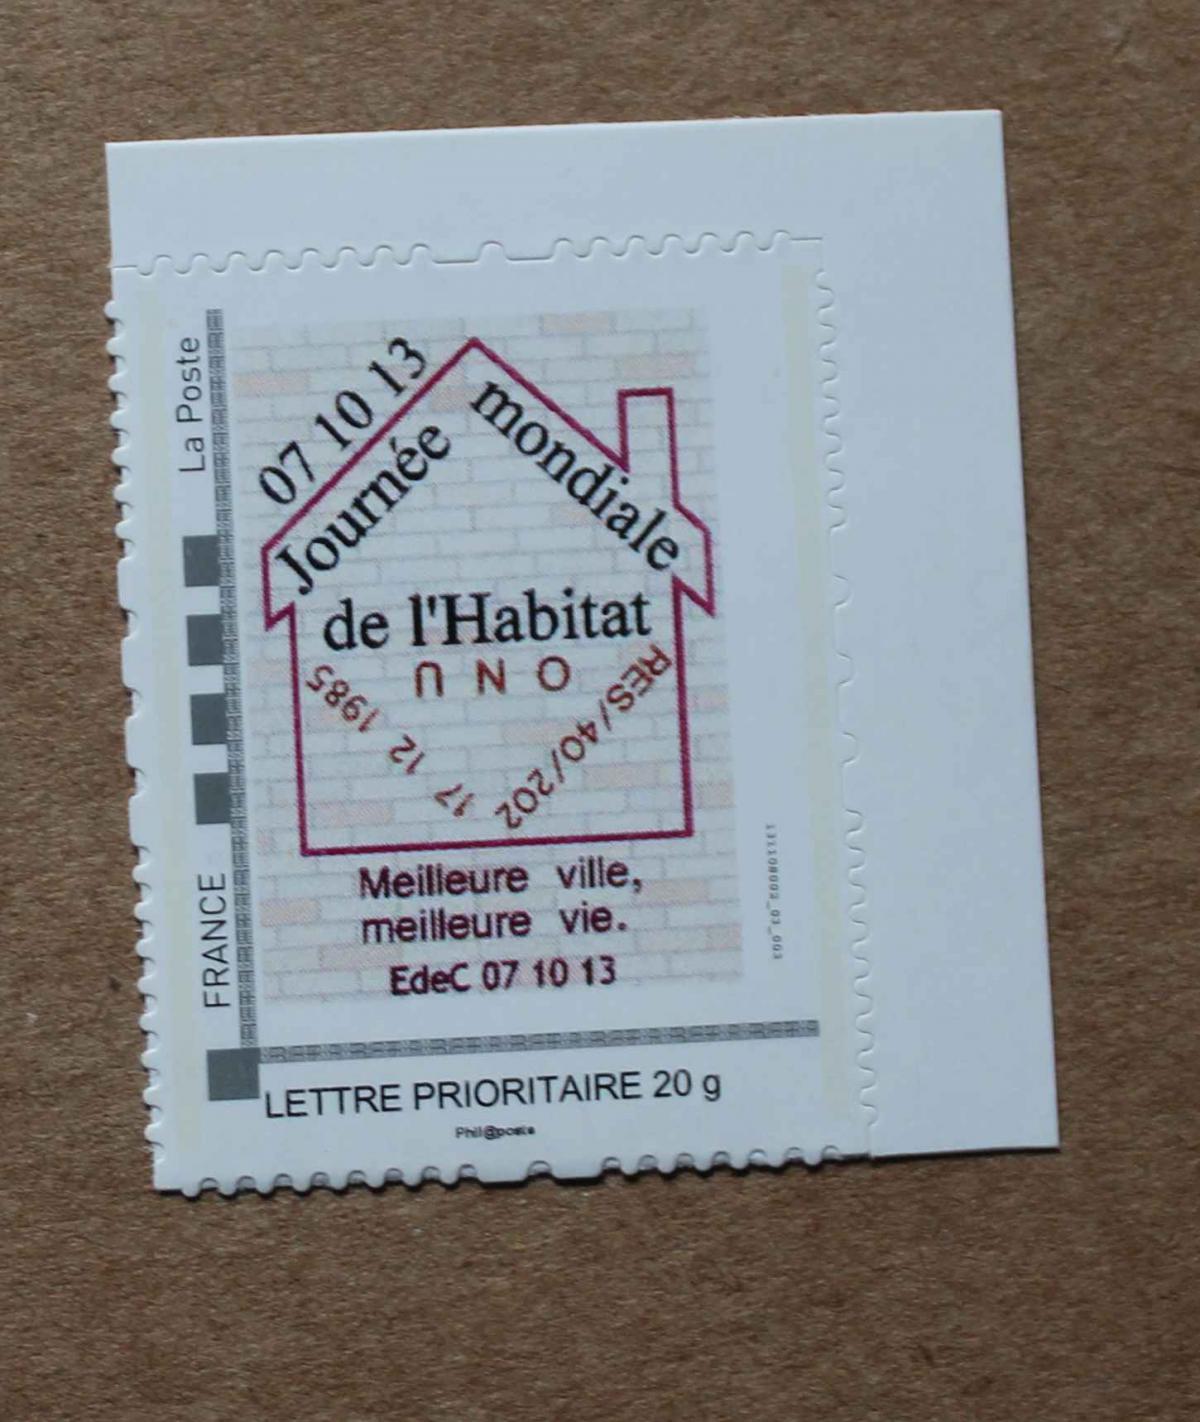 La Poste
FRANCE
07 10 13
Journée mondiale
de l'Habitat
ONU
RES/40/202
17 12 1985
Meilleure ville,
meilleure vie.
EdeC 07 10 13
LETTRE PRIORITAIRE 20 g
Phil@poste